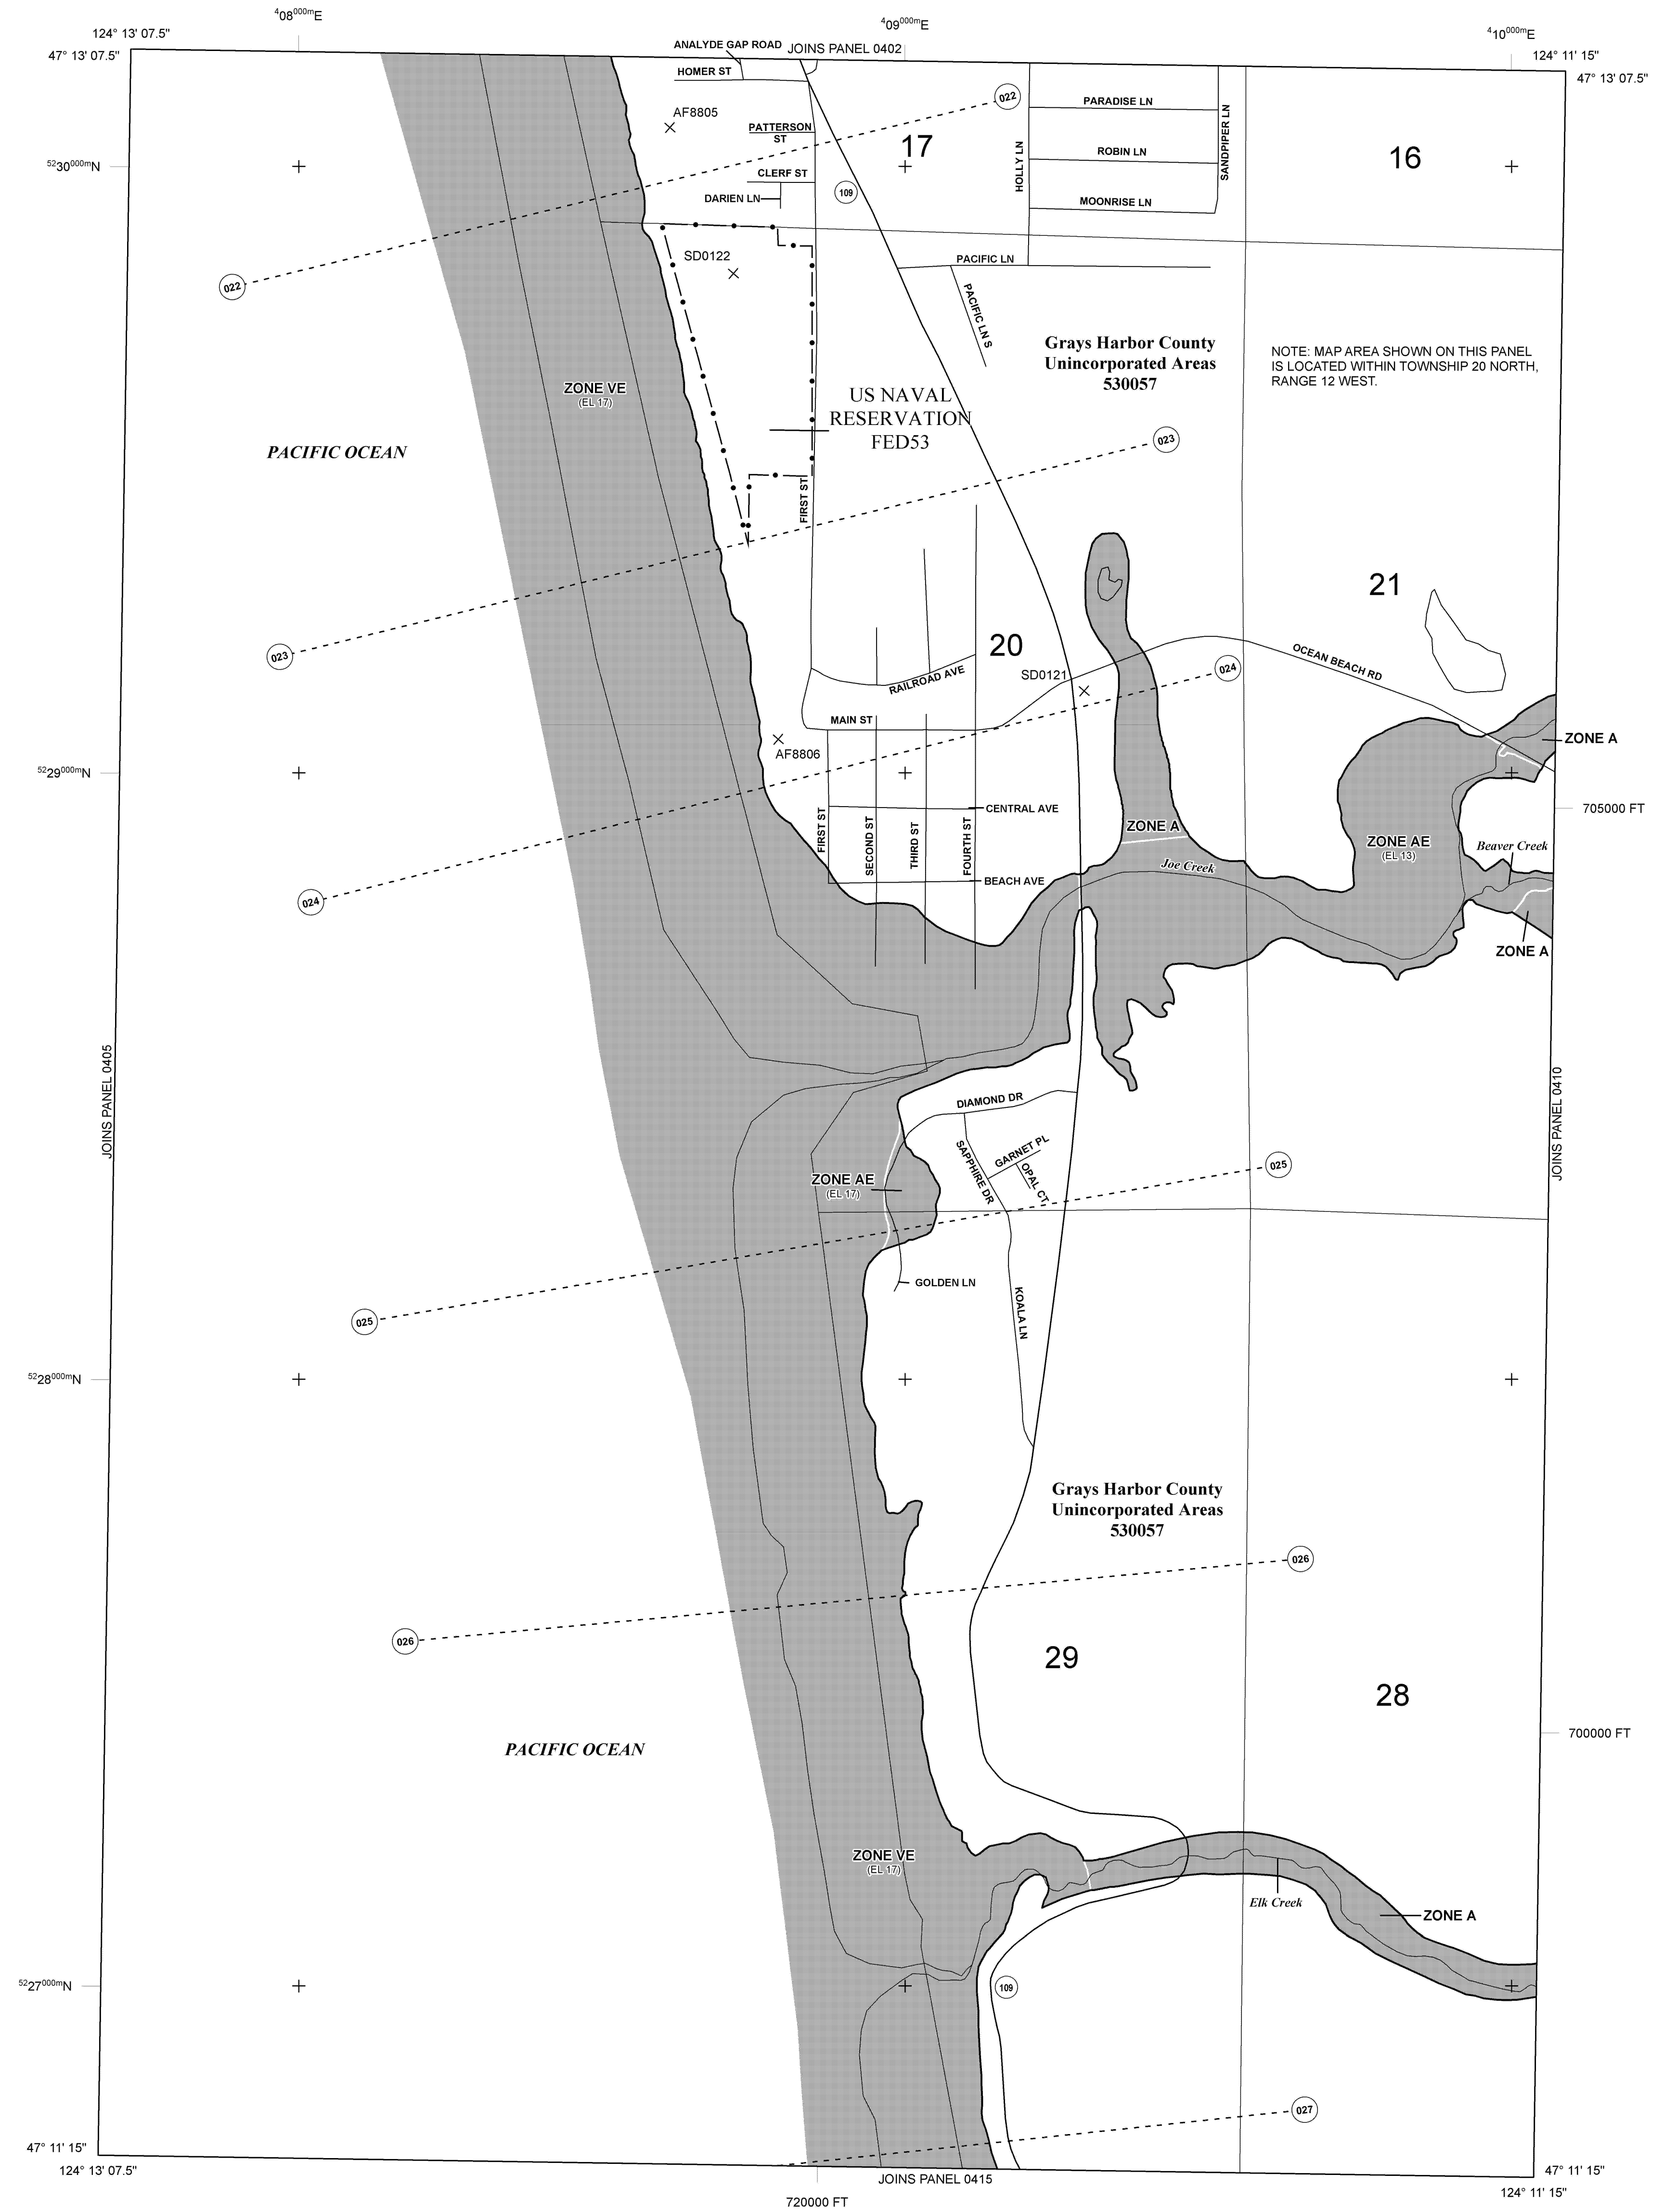 408000mE
409000mE
410000mE
124° 13' 07.5"
124° 11' 15"
47° 13' 07.5"
47° 13' 07.5"
ANALYDE GAP ROAD
JOINS PANEL 0402
HOMER ST
PARADISE LN
AF8805
PATTERSON
ST
022
SANDPIPER LN
HOLLY LN
ROBIN LN
17
16
5230000mN
CLERF ST
DARIEN LN
109
MOONRISE LN
SD0122
PACIFIC LN
022
PACIFIC LN S
Grays Harbor County
Unincorporated Areas
530057
NOTE: MAP AREA SHOWN ON THIS PANEL
IS LOCATED WITHIN TOWNSHIP 20 NORTH,
RANGE 12 WEST.
ZONE VE
(EL 17)
US NAVAL
RESERVATION
FED53
PACIFIC OCEAN
023
FIRST ST
21
20
023
RAILROAD AVE
SD0121
024
OCEAN BEACH RD
MAIN ST
AF8806
ZONE A
5229000mN
705000 FT
CENTRAL AVE
FIRST ST
SECOND ST
THIRD ST
FOURTH ST
ZONE A
ZONE AE
(EL 13)
Beaver Creek
Joe Creek
BEACH AVE
024
ZONE A
JOINS PANEL 0405
JOINS PANEL 0410
DIAMOND DR
GARNET PL
SAPPHIRE DR
OPAL CT
025
ZONE AE
(EL 17)
GOLDEN LN
KOALA LN
025
5228000mN
Grays Harbor County
Unincorporated Areas
530057
026
026
29
28
700000 FT
PACIFIC OCEAN
ZONE VE
(EL 17)
Elk Creek
ZONE A
5227000mN
109
027
47° 11' 15"
124° 13' 07.5"
JOINS PANEL 0415
720000 FT
47° 11' 15"
124° 11' 15"